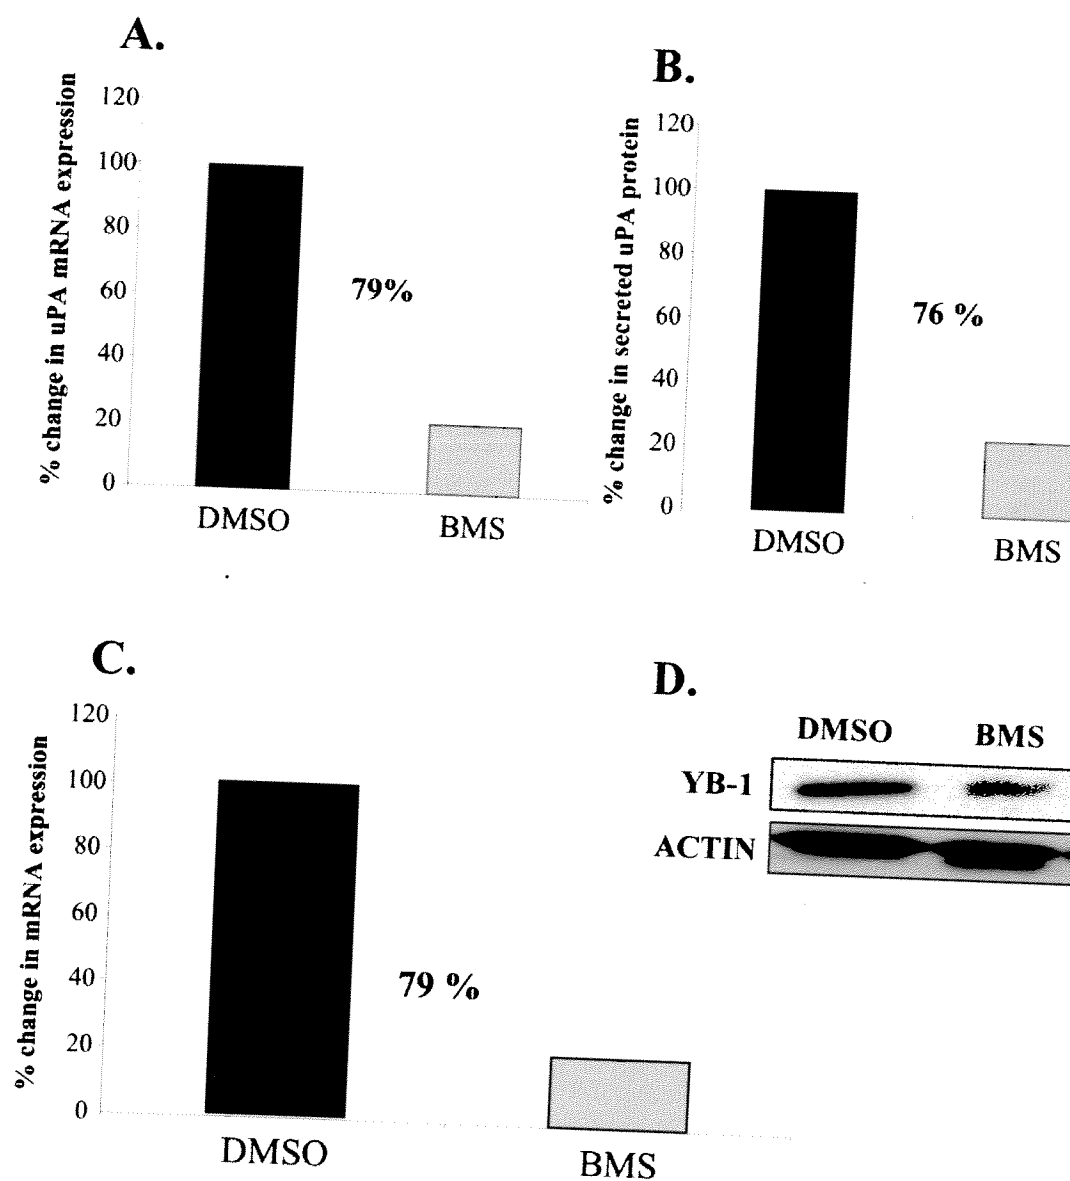 A.
% change in uPA mRNA expression
120
100
80
60
40
20
0
79%
DMSO
BMS
B.
% change in secreted uPA protein
120
100
80
60
40
20
0
76 %
DMSO
BMS
C.
% change in mRNA expression
120
100
80
60
40
20
0
79 %
DMSO
BMS
D.
DMSO BMS
YB-1
ACTIN